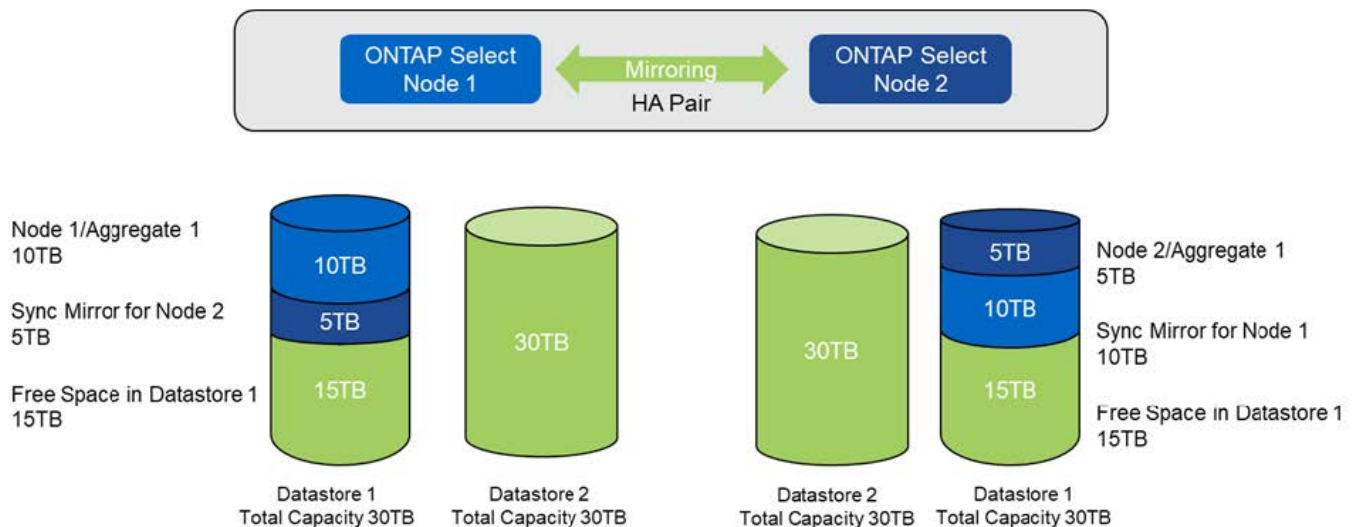 ONTAP Select
Node 1
Mirroring
HA Pair
ONTAP Select
Node 2
Node 1/Aggregate 1
10TB
Sync Mirror for Node 2
5TB
Free Space in Datastore 1
15TB
10TB
5TB
15TB
Datastore 1
Total Capacity 30TB
30TB
Datastore 2
Total Capacity 30TB
30TB
Datastore 2
Total Capacity 30TB
5TB
10TB
15TB
Datastore 1
Total Capacity 30TB
Node 2/Aggregate 1
5TB
Sync Mirror for Node 1
10TB
Free Space in Datastore 1
15TB